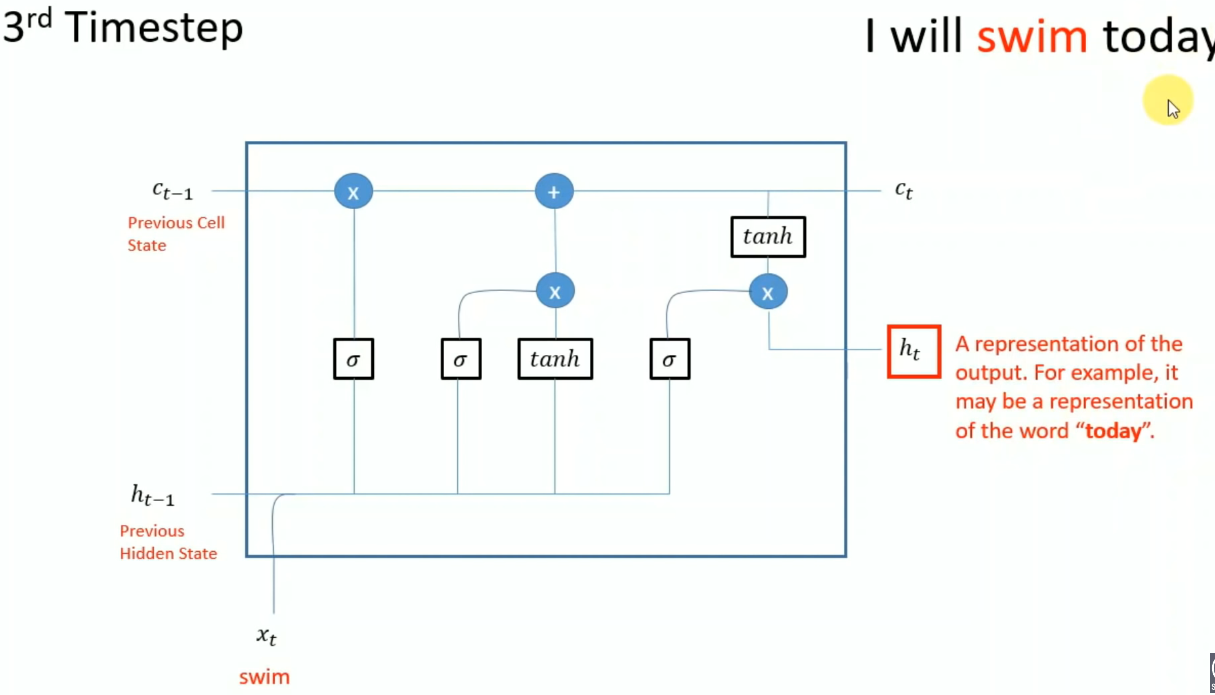 3rd Timestep
I will swim today
x
+
c_{t−1}
c_t
Previous Cell
State
tanh
x
x
σ
σ
tanh
σ
h_t
A representation of the
output. For example, it
may be a representation
of the word “today”.
h_{t−1}
Previous
Hidden State
x_t
swim